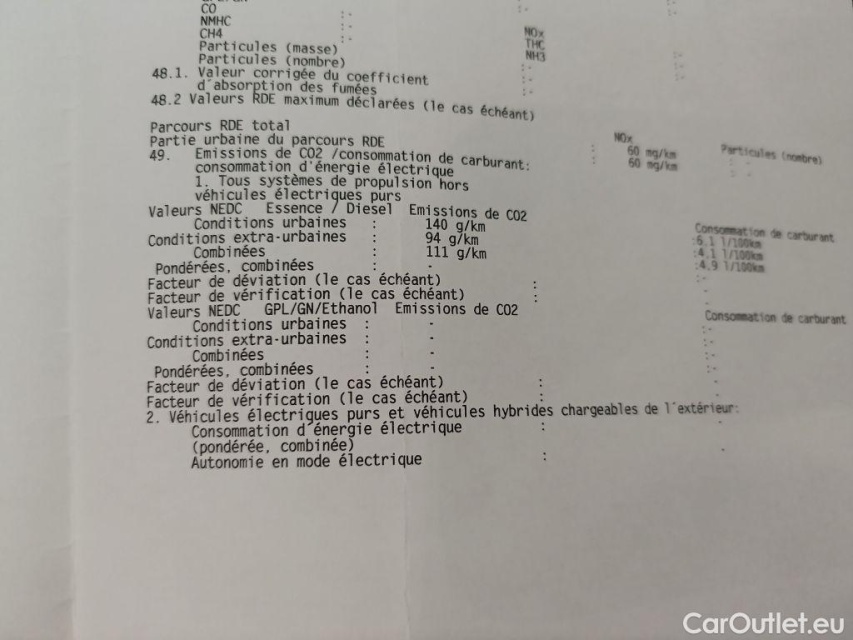 CO :- :-
NMHC :-
CH4 :- NOx
Particules (masse) THC
Particules (nombre) NH3 :-
48.1. Valeur corrigée du coefficient :- :-
d'absorption des fumées :-
48.2 Valeurs RDE maximum déclarées (le cas échéant)
Parcours RDE total NOx Particules (nombre)
Partie urbaine du parcours RDE : 60 mg/km : -
49. Emissions de CO2 /consommation de carburant: : 60 mg/km : -
consommation d'énergie électrique
1. Tous systèmes de propulsion hors
véhicules électriques purs
Valeurs NEDC Essence / Diesel Emissions de CO2 Consommation de carburant
Conditions urbaines : 140 g/km :6,1 l/100km
Conditions extra-urbaines : 94 g/km :4,1 l/100km
Combinées : 111 g/km :4,9 l/100km
Pondérées, combinées : - :-
Facteur de déviation (le cas échéant) : -
Facteur de vérification (le cas échéant) : -
Valeurs NEDC GPL/GN/Ethanol Emissions de CO2 Consommation de carburant
Conditions urbaines : - :-
Conditions extra-urbaines : - :-
Combinées : - :-
Pondérées, combinées : - :-
Facteur de déviation (le cas échéant) : -
Facteur de vérification (le cas échéant) : -
2. Véhicules électriques purs et véhicules hybrides chargeables de l'extérieur:
Consommation d'énergie électrique : -
(pondérée, combinée)
Autonomie en mode électrique : -
CarOutlet.eu